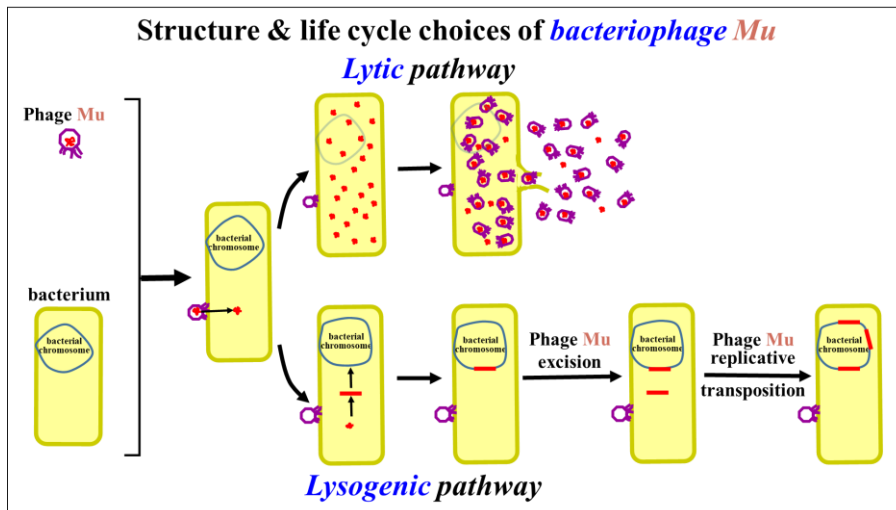 Structure & life cycle choices of bacteriophage Mu
Lytic pathway
Phage Mu
bacterial
chromosome
bacterium
bacterial
chromosome
bacterial
chromosome
bacterial
chromosome
Phage Mu
excision
bacterial
chromosome
Phage Mu
replicative
transposition
bacterial
chromosome
Lysogenic pathway